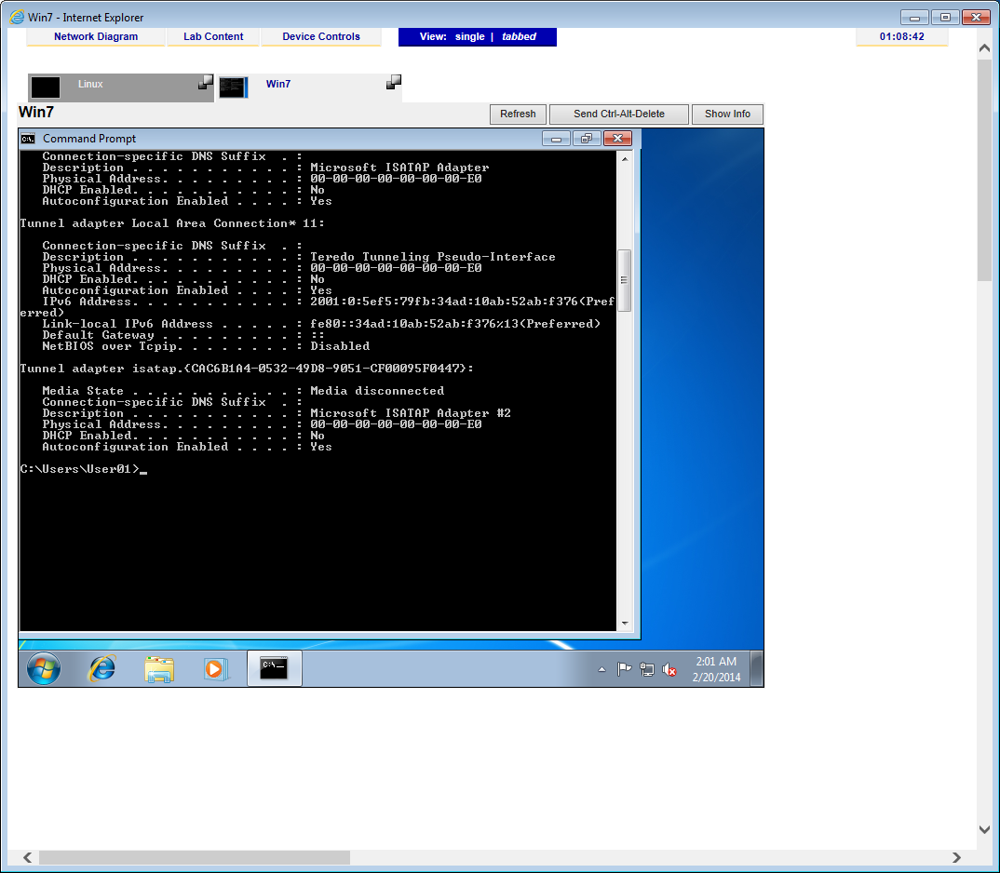 Win7 - Internet Explorer
Network Diagram Lab Content Device Controls View: single | tabbed 01:08:42
Linux Win7
Win7 Refresh Send Ctrl-Alt-Delete Show Info
C:\. Command Prompt
   Connection-specific DNS Suffix  . :
   Description . . . . . . . . . . . : Microsoft ISATAP Adapter
   Physical Address. . . . . . . . . : 00-00-00-00-00-00-00-E0
   DHCP Enabled. . . . . . . . . . . : No
   Autoconfiguration Enabled . . . . : Yes
Tunnel adapter Local Area Connection* 11:
   Connection-specific DNS Suffix  . :
   Description . . . . . . . . . . . : Teredo Tunneling Pseudo-Interface
   Physical Address. . . . . . . . . : 00-00-00-00-00-00-00-E0
   DHCP Enabled. . . . . . . . . . . : No
   Autoconfiguration Enabled . . . . : Yes
   IPv6 Address. . . . . . . . . . . : 2001:0:5ef5:79fb:34ad:10ab:52ab:f376(Pref
erred)
   Link-local IPv6 Address . . . . . : fe80::34ad:10ab:52ab:f376%13(Preferred)
   Default Gateway . . . . . . . . . : ::
   NetBIOS over Tcpip. . . . . . . . : Disabled
Tunnel adapter isatap.{CAC6B1A4-0532-49D8-9051-CF00095F0447}:
   Media State . . . . . . . . . . . : Media disconnected
   Connection-specific DNS Suffix  . :
   Description . . . . . . . . . . . : Microsoft ISATAP Adapter #2
   Physical Address. . . . . . . . . : 00-00-00-00-00-00-00-E0
   DHCP Enabled. . . . . . . . . . . : No
   Autoconfiguration Enabled . . . . : Yes
C:\Users\User01>_
C:\._
2:01 AM
2/20/2014